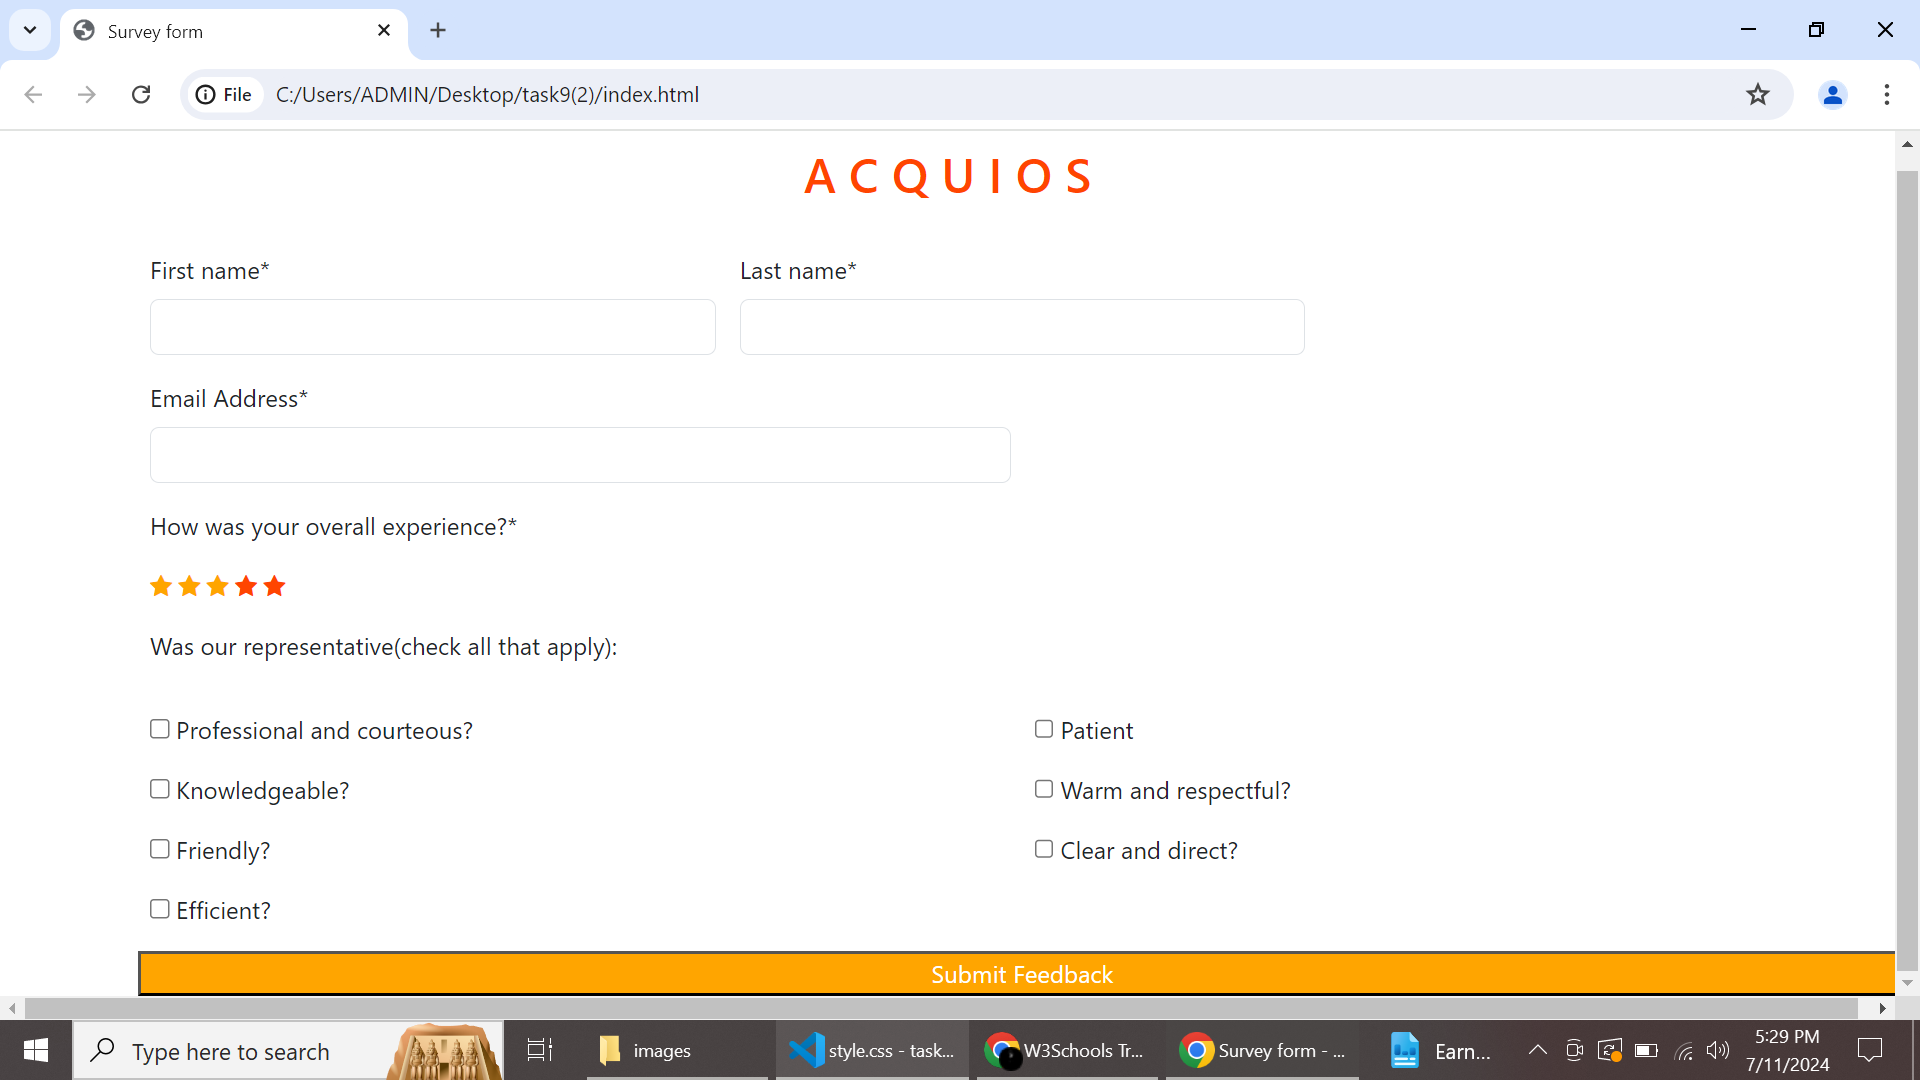 Survey form
File C:/Users/ADMIN/Desktop/task9(2)/index.html
ACQUIOS
First name* Last name*
Email Address*
How was your overall experience?*
Was our representative(check all that apply):
Professional and courteous? Patient
Knowledgeable? Warm and respectful?
Friendly? Clear and direct?
Efficient?
Submit Feedback
Type here to search images style.css - task... W3Schools Tr... Survey form - ... Earn... 5:29 PM
7/11/2024